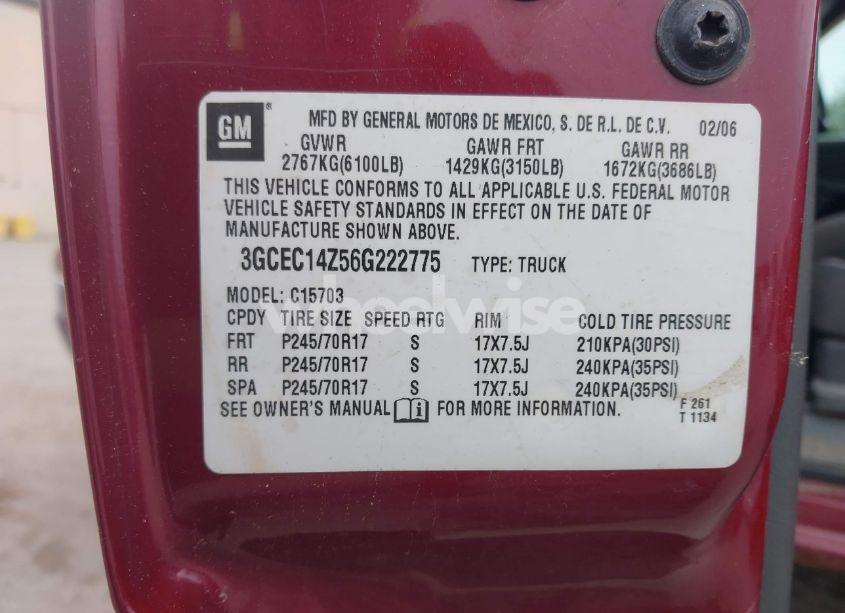 GM ®
MFD BY GENERAL MOTORS DE MEXICO, S. DE R.L. DE C.V. 02/06
GVWR GAWR FRT GAWR RR
2767KG(6100LB) 1429KG(3150LB) 1672KG(3686LB)
THIS VEHICLE CONFORMS TO ALL APPLICABLE U.S. FEDERAL MOTOR
VEHICLE SAFETY STANDARDS IN EFFECT ON THE DATE OF
MANUFACTURE SHOWN ABOVE.
3GCEC14Z56G222775 TYPE: TRUCK
MODEL: C15703
wheelwise
CPDY TIRE SIZE SPEED RTG RIM COLD TIRE PRESSURE
FRT P245/70R17 S 17X7.5J 210KPA(30PSI)
RR P245/70R17 S 17X7.5J 240KPA(35PSI)
SPA P245/70R17 S 17X7.5J 240KPA(35PSI)
SEE OWNER'S MANUAL FOR MORE INFORMATION.
F 261
T 1134